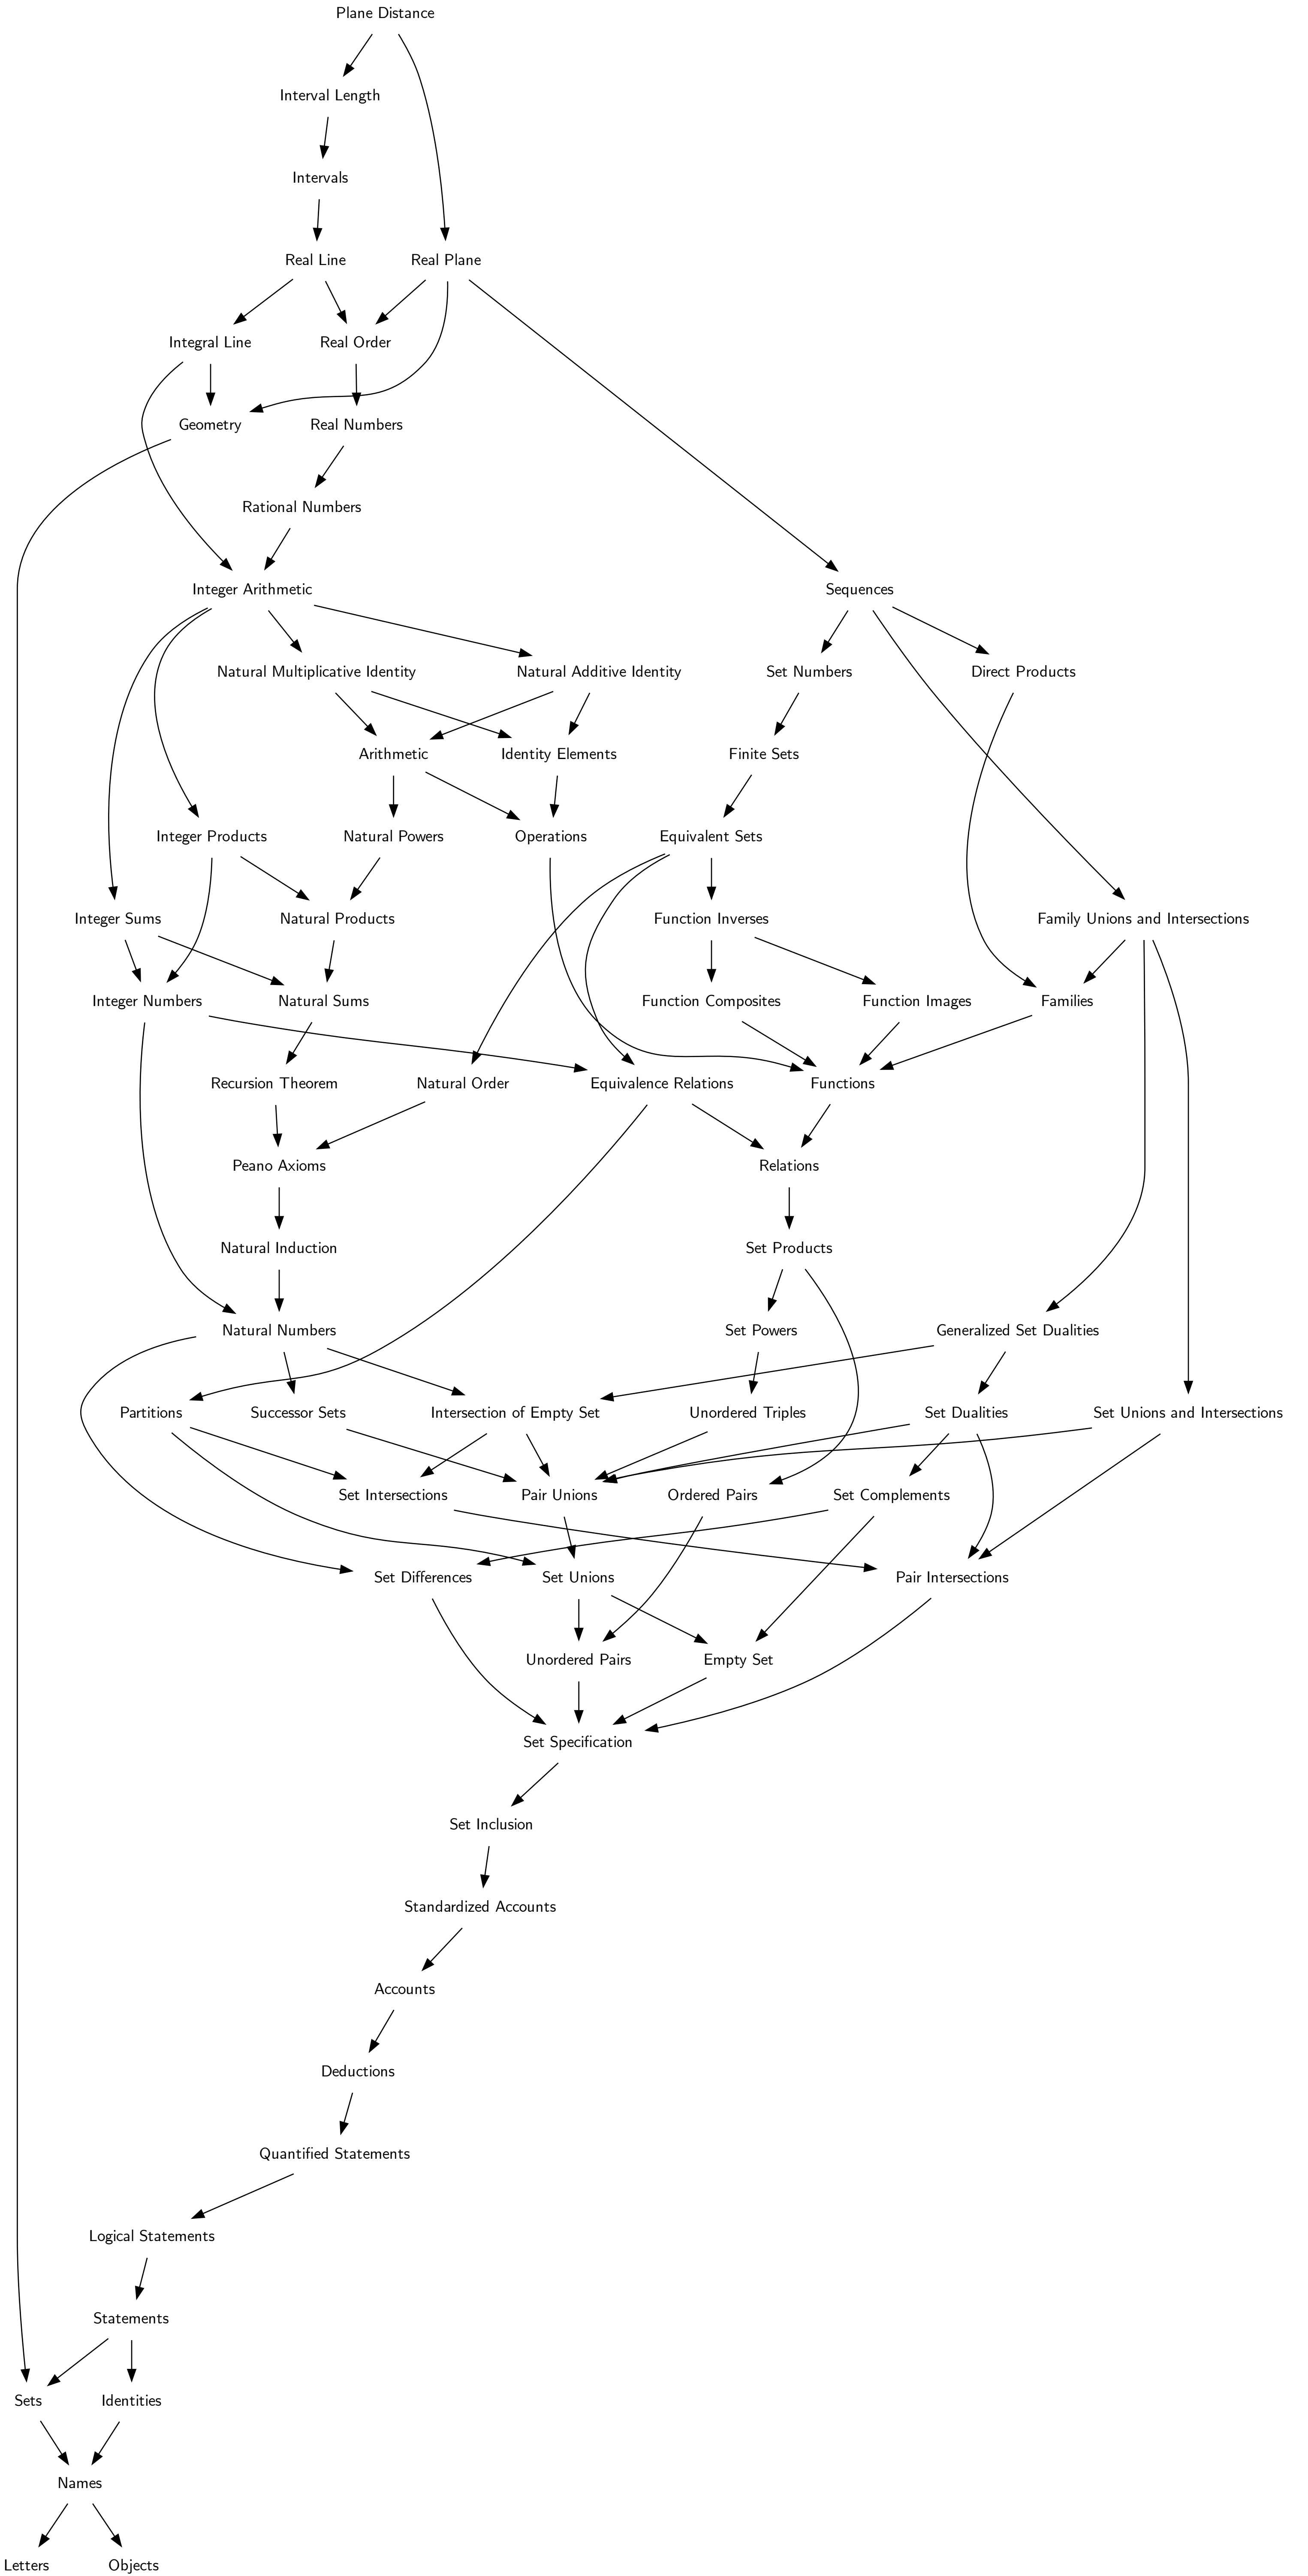 Plane Distance
Interval Length
Intervals
Real Line
Real Plane
Integral Line
Real Order
Geometry
Real Numbers
Rational Numbers
Integer Arithmetic
Sequences
Natural Multiplicative Identity
Natural Additive Identity
Set Numbers
Direct Products
Arithmetic
Identity Elements
Finite Sets
Integer Products
Natural Powers
Operations
Equivalent Sets
Integer Sums
Natural Products
Function Inverses
Family Unions and Intersections
Integer Numbers
Natural Sums
Function Composites
Function Images
Families
Recursion Theorem
Natural Order
Equivalence Relations
Functions
Peano Axioms
Relations
Natural Induction
Set Products
Natural Numbers
Set Powers
Generalized Set Dualities
Partitions
Successor Sets
Intersection of Empty Set
Unordered Triples
Set Dualities
Set Unions and Intersections
Set Intersections
Pair Unions
Ordered Pairs
Set Complements
Set Differences
Set Unions
Pair Intersections
Unordered Pairs
Empty Set
Set Specification
Set Inclusion
Standardized Accounts
Accounts
Deductions
Quantified Statements
Logical Statements
Statements
Sets
Identities
Names
Letters
Objects